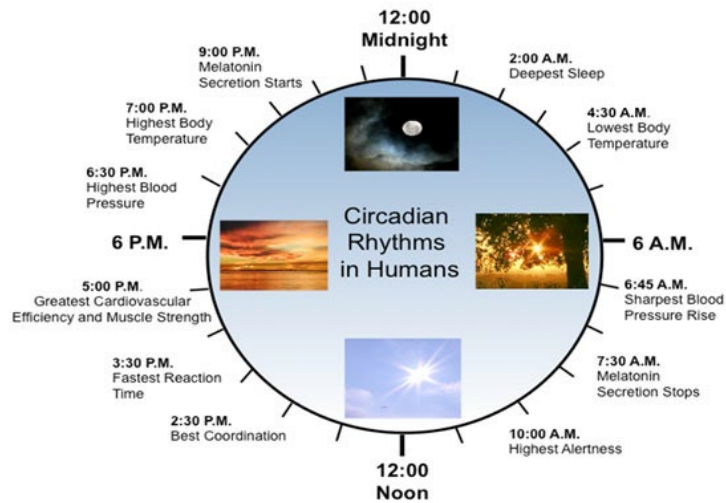 12:00
Midnight
2:00 A.M.
Deepest Sleep
4:30 A.M.
Lowest Body
Temperature
6 A.M.
6:45 A.M.
Sharpest Blood
Pressure Rise
7:30 A.M.
Melatonin
Secretion Stops
10:00 A.M.
Highest Alertness
12:00
Noon
2:30 P.M.
Best Coordination
3:30 P.M.
Fastest Reaction
Time
5:00 P.M.
Greatest Cardiovascular
Efficiency and Muscle Strength
6 P.M.
6:30 P.M.
Highest Blood
Pressure
7:00 P.M.
Highest Body
Temperature
9:00 P.M.
Melatonin
Secretion Starts
Circadian
Rhythms
in Humans